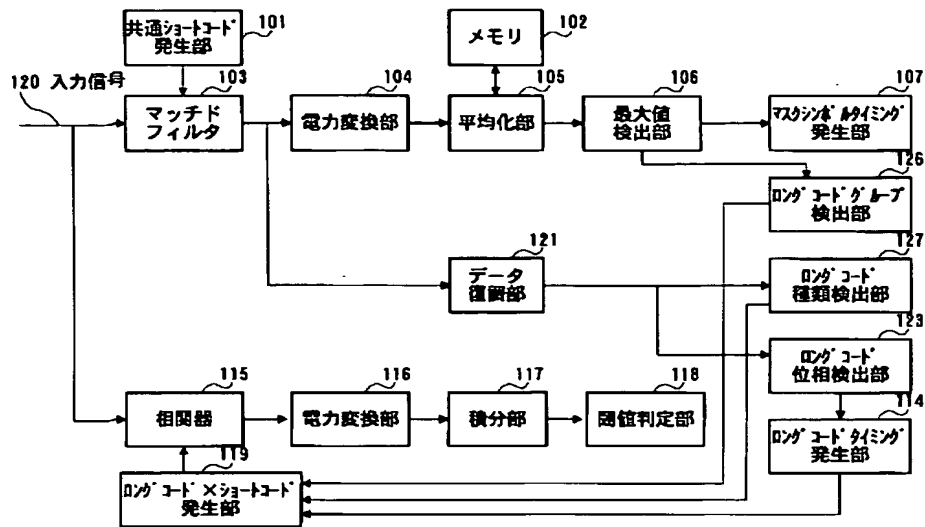 101
共通ショートコード
発生部
102
メモリ
120 入力信号
103
マッチド
フィルタ
104
電力変換部
105
平均化部
106
最大値
検出部
107
マスクシンボルタイミング
発生部
126
ロングコードグループ
検出部
121
データ
復調部
127
ロングコード
種類検出部
123
ロングコード
位相検出部
115
相関器
116
電力変換部
117
積分部
118
閾値判定部
114
ロングコードタイミング
発生部
119
ロングコード×ショートコード
発生部